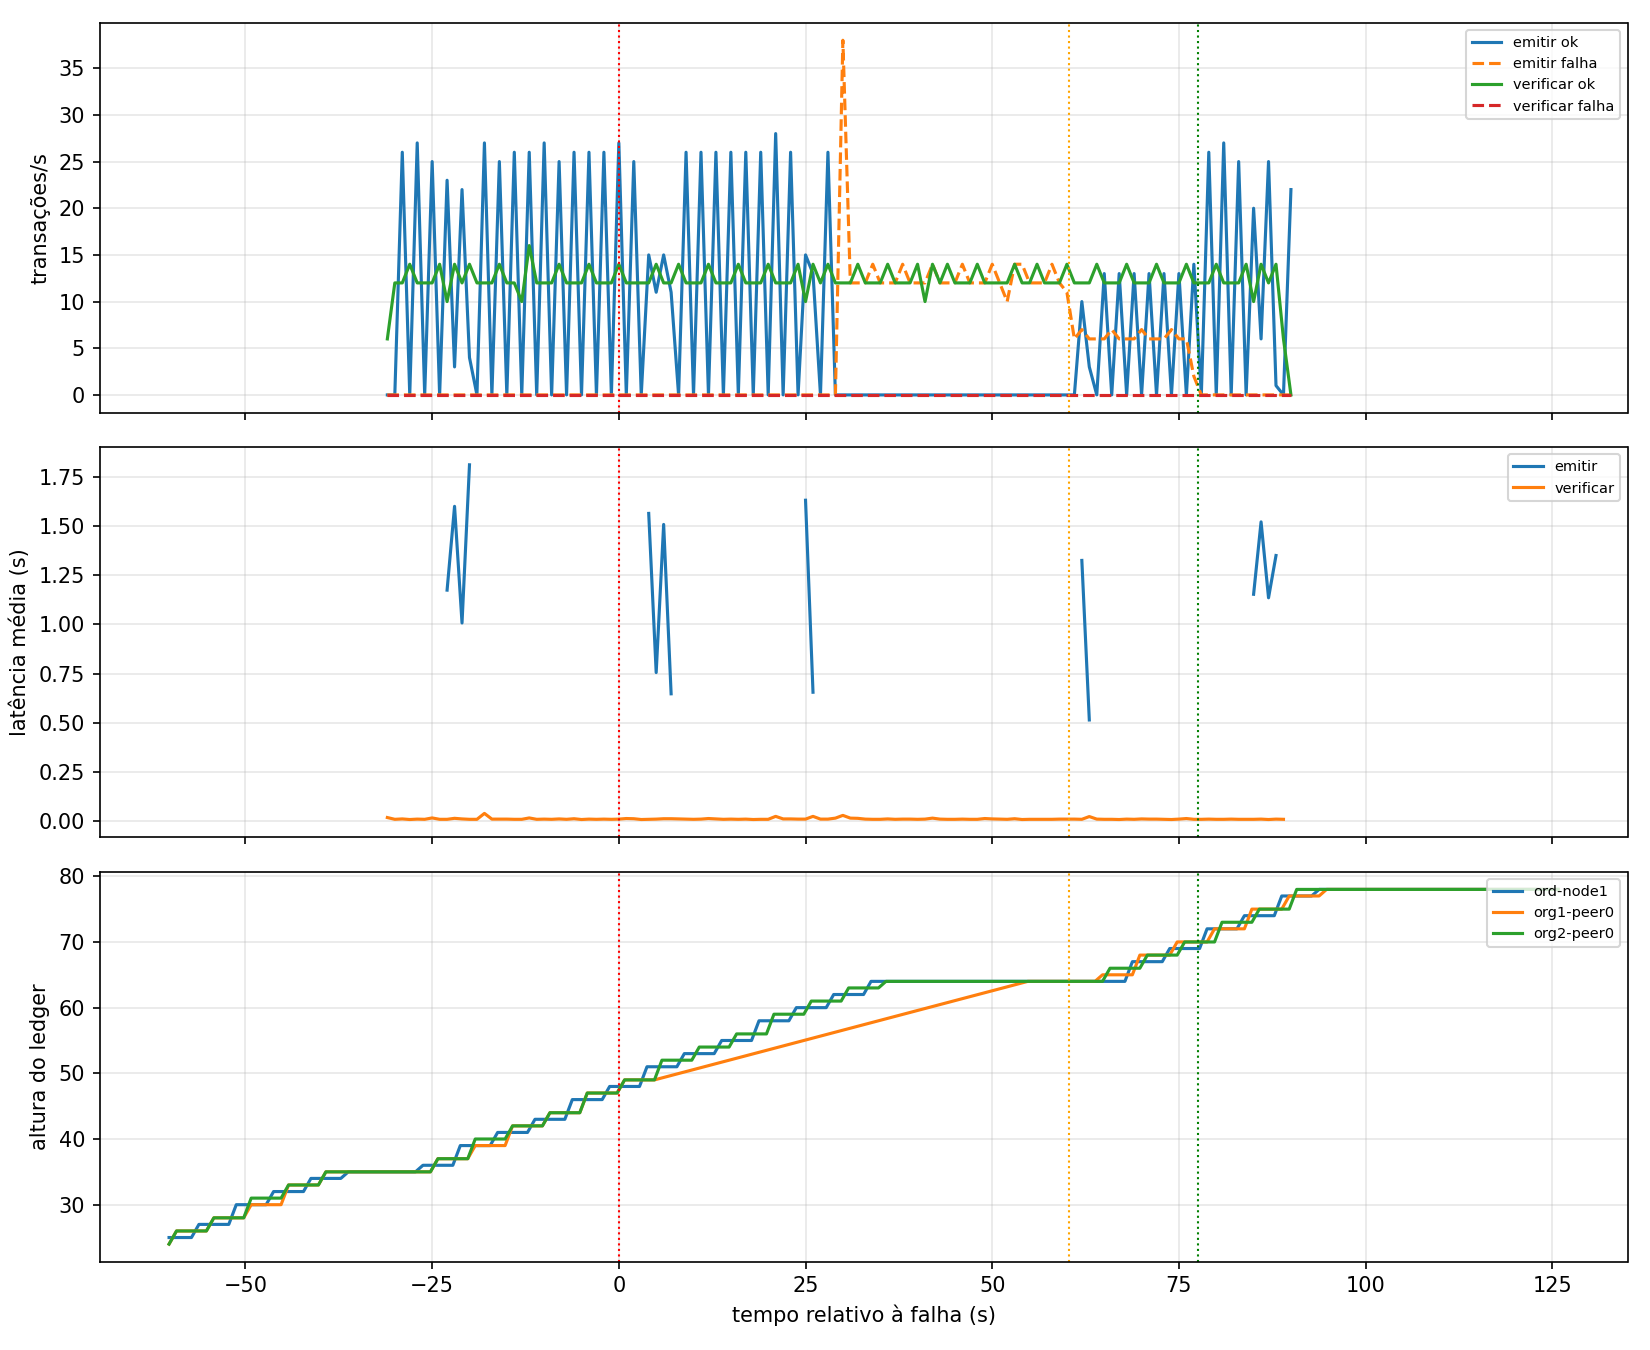 transações/s
35
30
25
20
15
10
5
0
emitir ok
emitir falha
verificar ok
verificar falha
latência média (s)
1.75
1.50
1.25
1.00
0.75
0.50
0.25
0.00
emitir
verificar
altura do ledger
80
70
60
50
40
30
ord-node1
org1-peer0
org2-peer0
−50 −25 0 25 50 75 100 125
tempo relativo à falha (s)